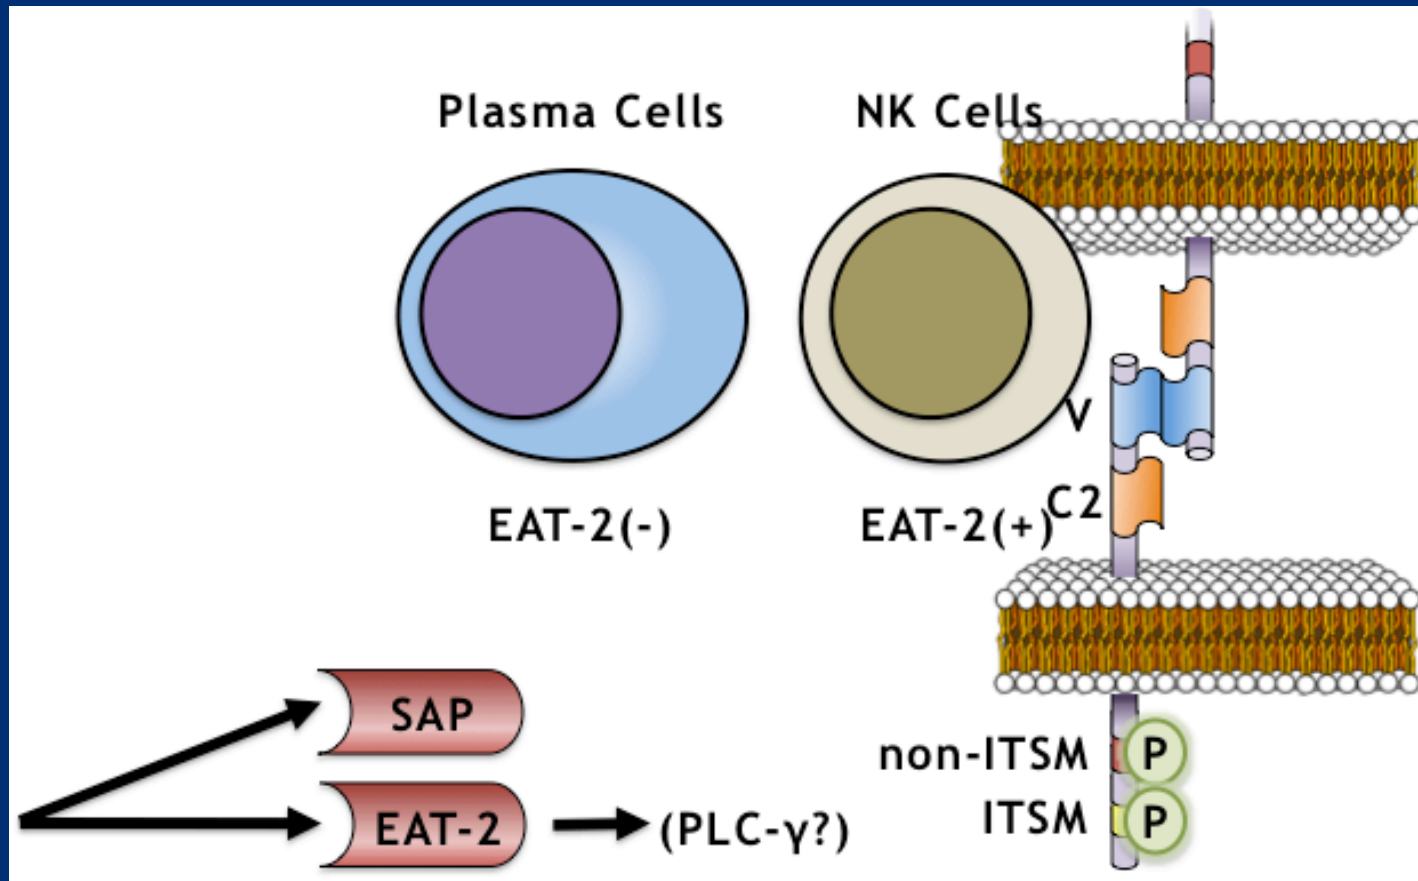 Plasma Cells
NK Cells
V
C2
EAT-2(-)
EAT-2(+)
SAP
EAT-2
(PLC-γ?)
non-ITSM
P
ITSM
P